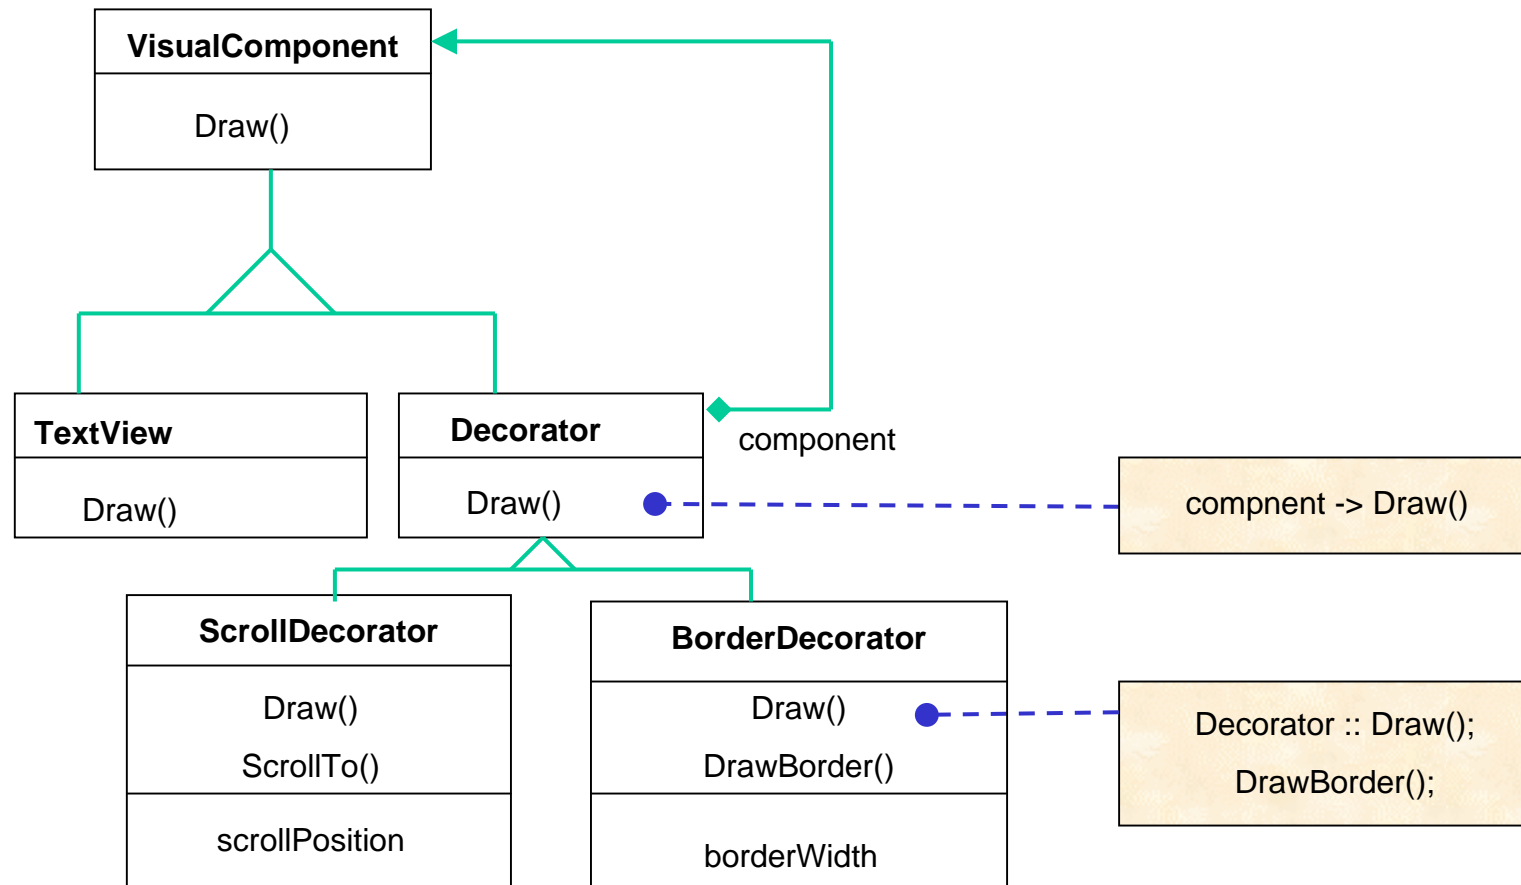 VisualComponent
Draw()
TextView
Draw()
Decorator
Draw()
component
compnent -> Draw()
ScrollDecorator
Draw()
ScrollTo()
scrollPosition
BorderDecorator
Draw()
DrawBorder()
borderWidth
Decorator :: Draw();
DrawBorder();